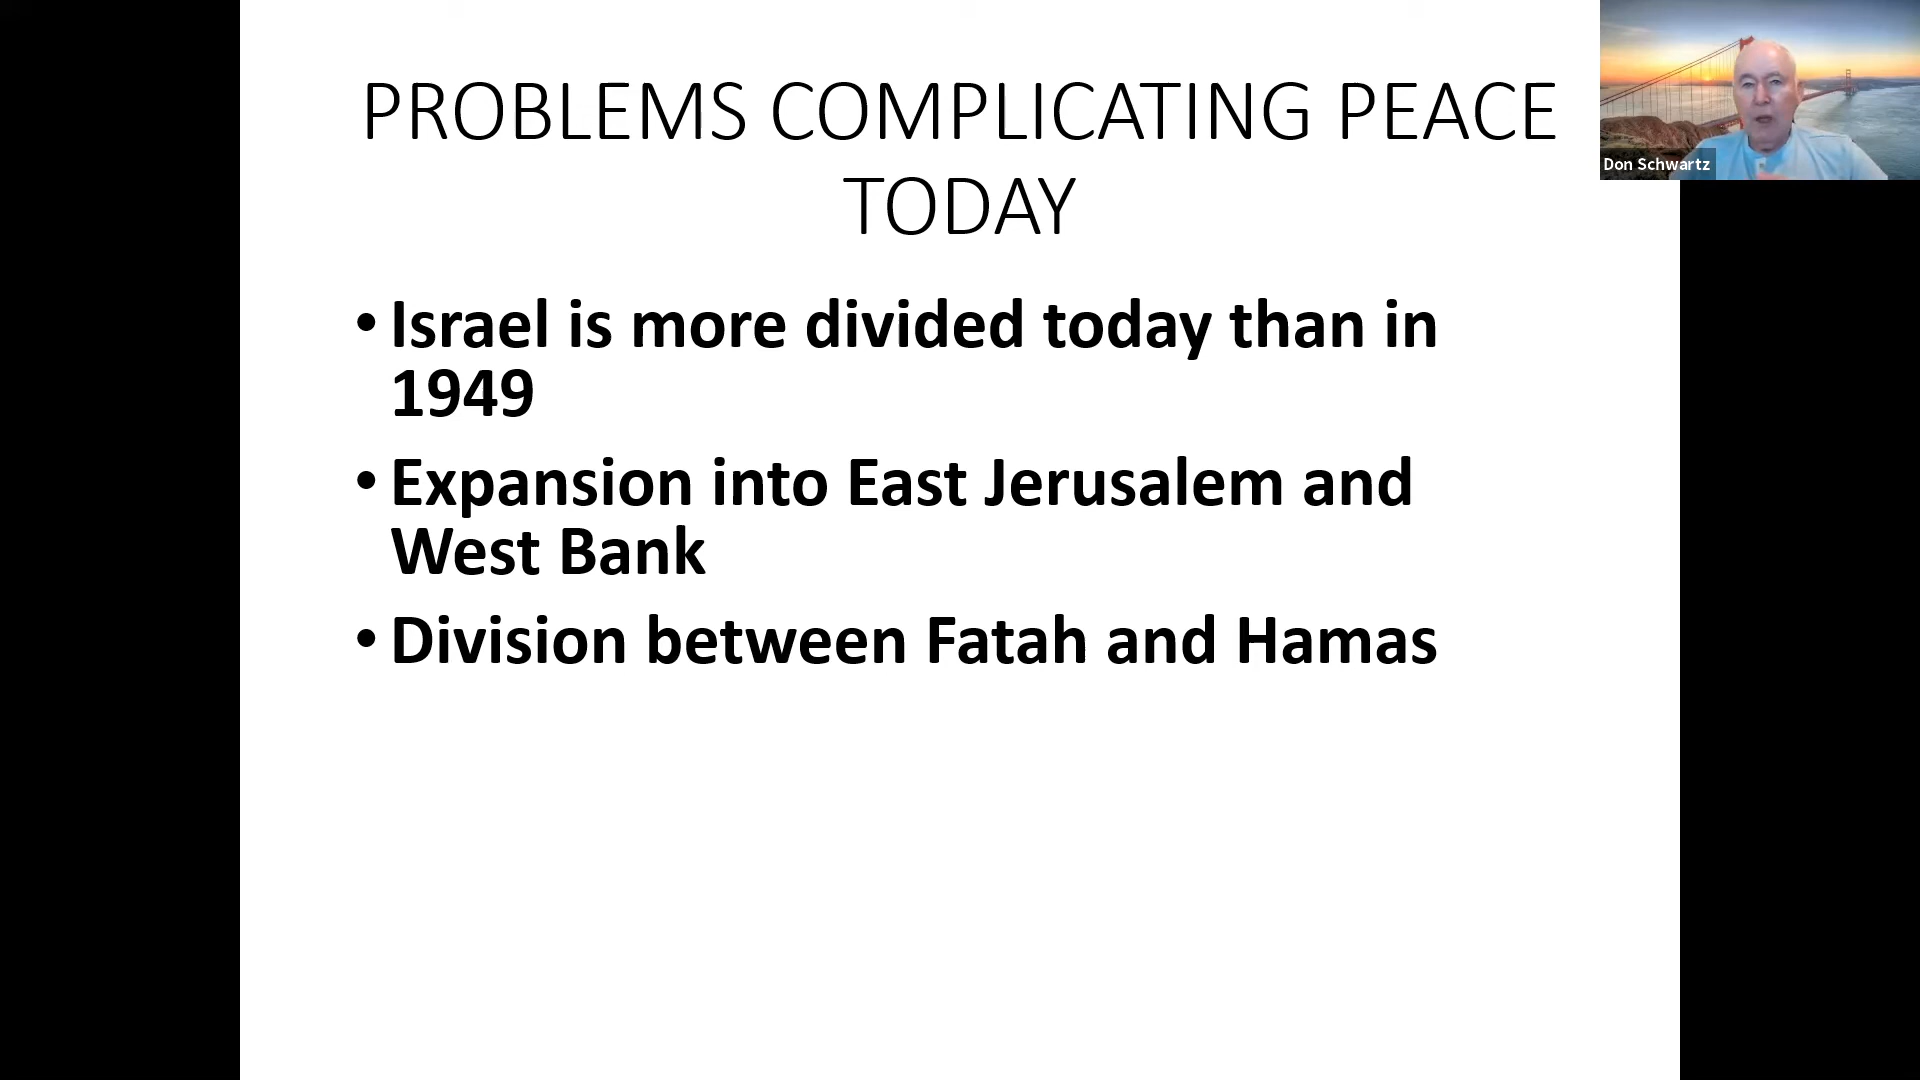 PROBLEMS COMPLICATING PEACE
TODAY
• Israel is more divided today than in
1949
• Expansion into East Jerusalem and
West Bank
• Division between Fatah and Hamas
Don Schwartz